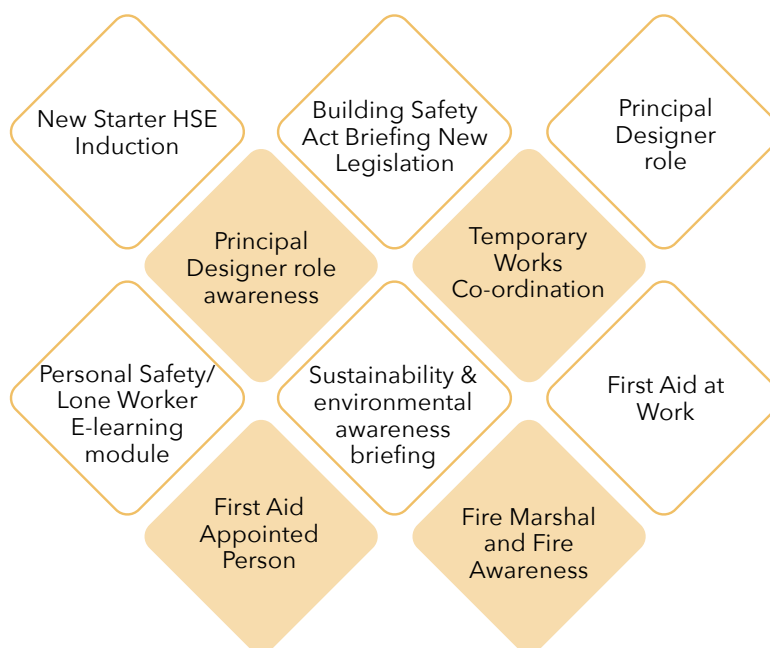 New Starter HSE
Induction
Building Safety
Act Briefing New
Legislation
Principal
Designer
role
Principal
Designer role
awareness
Temporary
Works
Co-ordination
Personal Safety/
Lone Worker
E-learning
module
Sustainability &
environmental
awareness
briefing
First Aid at
Work
First Aid
Appointed
Person
Fire Marshal
and Fire
Awareness